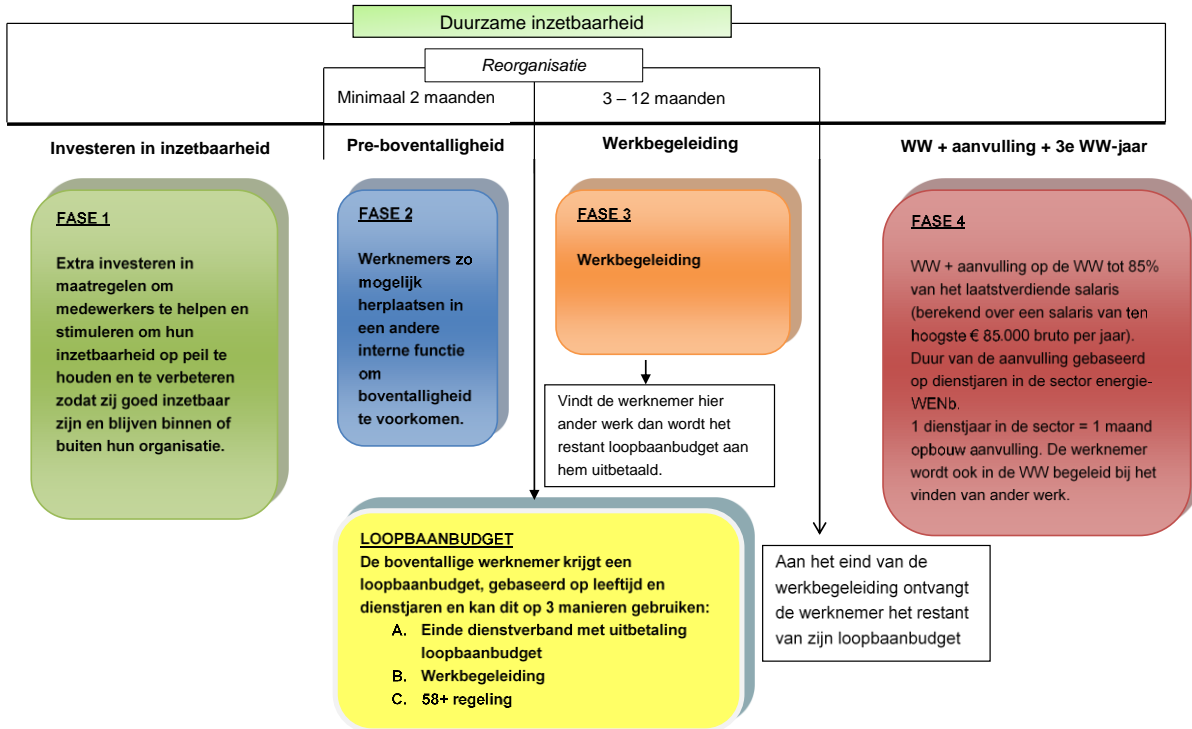 Duurzame inzetbaarheid
Reorganisatie
Minimaal 2 maanden
3 – 12 maanden
Investeren in inzetbaarheid
Pre-boventalligheid
Werkbegeleiding
WW + aanvulling + 3e WW-jaar
FASE 1
Extra investeren in
maatregelen om
medewerkers te helpen en
stimuleren om hun
inzetbaarheid op peil te
houden en te verbeteren
zodat zij goed inzetbaar
zijn en blijven binnen of
buiten hun organisatie.
FASE 2
Werknemers zo
mogelijk
herplaatsen in
een andere
interne functie
om
boventalligheid
te voorkomen.
FASE 3
Werkbegeleiding
Vindt de werknemer hier
ander werk dan wordt het
restant loopbaanbudget aan
hem uitbetaald.
FASE 4
WW + aanvulling op de WW tot 85%
van het laatstverdiende salaris
(berekend over een salaris van ten
hoogste € 85.000 bruto per jaar).
Duur van de aanvulling gebaseerd
op dienstjaren in de sector energie-
WENb.
1 dienstjaar in de sector = 1 maand
opbouw aanvulling. De werknemer
wordt ook in de WW begeleid bij het
vinden van ander werk.
LOOPBAANBUDGET
De boventallige werknemer krijgt een
loopbaanbudget, gebaseerd op leeftijd en
dienstjaren en kan dit op 3 manieren gebruiken:
A. Einde dienstverband met uitbetaling
loopbaanbudget
B. Werkbegeleiding
C. 58+ regeling
Aan het eind van de
werkbegeleiding ontvangt
de werknemer het restant
van zijn loopbaanbudget